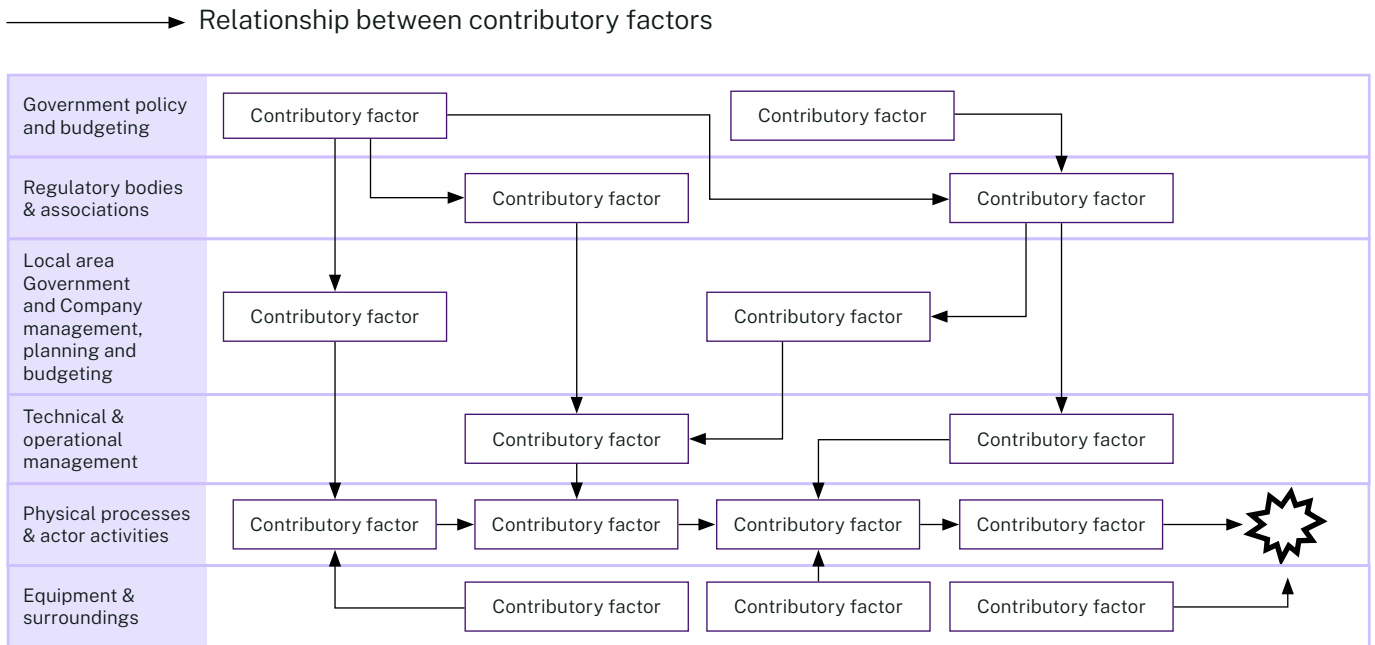 Relationship between contributory factors
Government policy
and budgeting
Contributory factor
Contributory factor
Regulatory bodies
& associations
Contributory factor
Contributory factor
Local area
Government
and Company
management,
planning and
budgeting
Contributory factor
Contributory factor
Technical &
operational
management
Contributory factor
Contributory factor
Physical processes
& actor activities
Contributory factor
Contributory factor
Contributory factor
Contributory factor
Equipment &
surroundings
Contributory factor
Contributory factor
Contributory factor